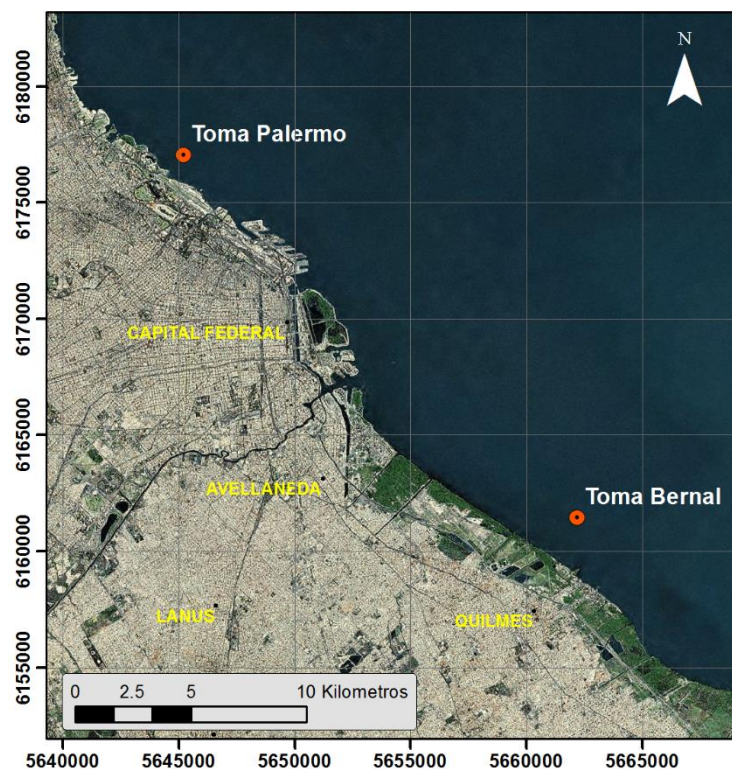 N
6180000
Toma Palermo
6175000
6170000
CAPITAL FEDERAL
6165000
AVELLANEDA
Toma Bernal
6160000
LANUS
QUILMES
6155000
0 2.5 5 10 Kilometros
5640000 5645000 5650000 5655000 5660000 5665000